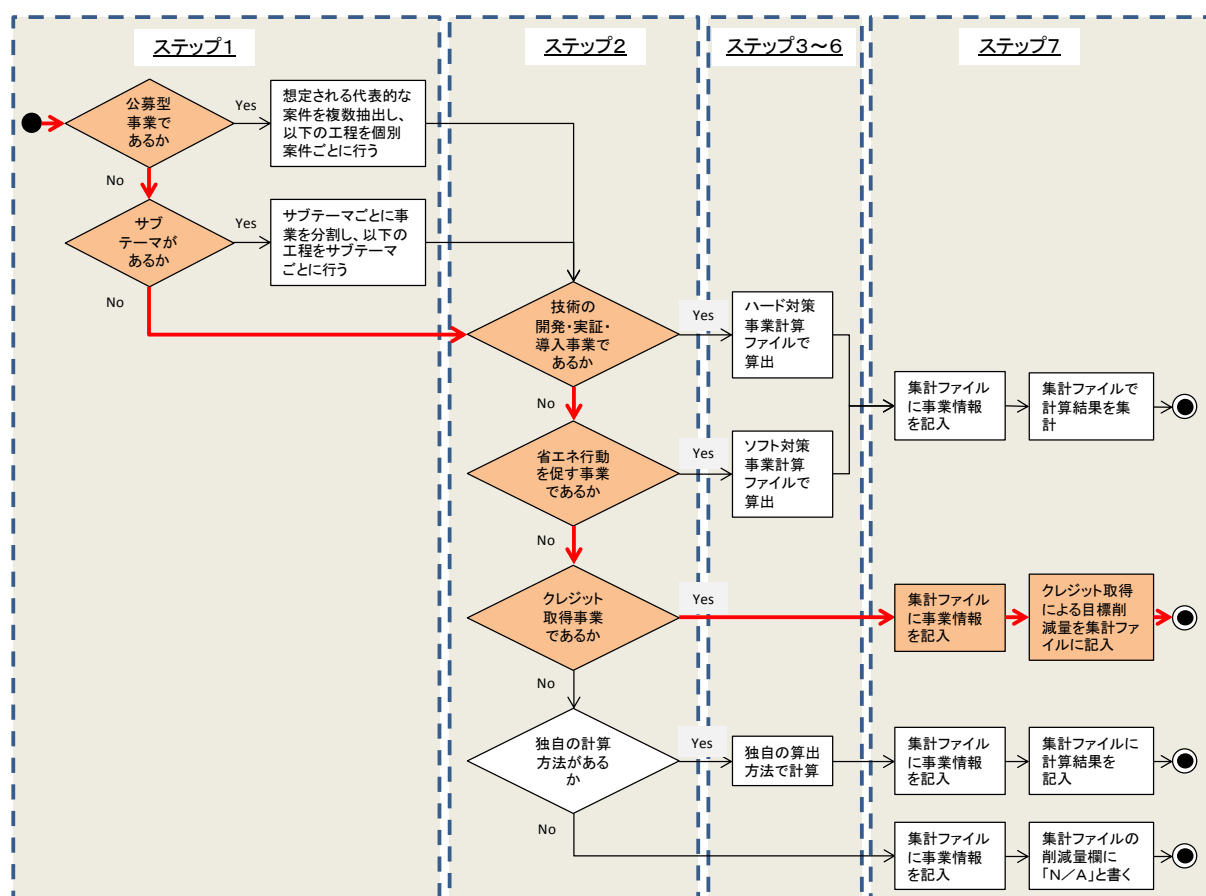 ステップ1
ステップ2
ステップ3～6
ステップ7
公募型
事業で
あるか
Yes
想定される代表的な
案件を複数抽出し、
以下の工程を個別
案件ごとに行う
No
サブ
テーマが
あるか
Yes
サブテーマごとに事
業を分割し、以下の
工程をサブテーマ
ごとに行う
No
技術の
開発・実証・
導入事業で
あるか
Yes
ハード対策
事業計算
ファイルで
算出
No
集計ファイル
に事業情報
を記入
集計ファイルで
計算結果を集
計
省エネ行動
を促す事業
であるか
Yes
ソフト対策
事業計算
ファイルで
算出
No
クレジット
取得事業
であるか
Yes
集計ファイル
に事業情報
を記入
クレジット取得
による目標削
減量を集計ファ
イルに記入
No
独自の計算
方法がある
か
Yes
独自の算出
方法で計算
集計ファイル
に事業情報
を記入
集計ファイルに
計算結果を
記入
No
集計ファイル
に事業情報
を記入
集計ファイルの
削減量欄に
「N／A」と書く